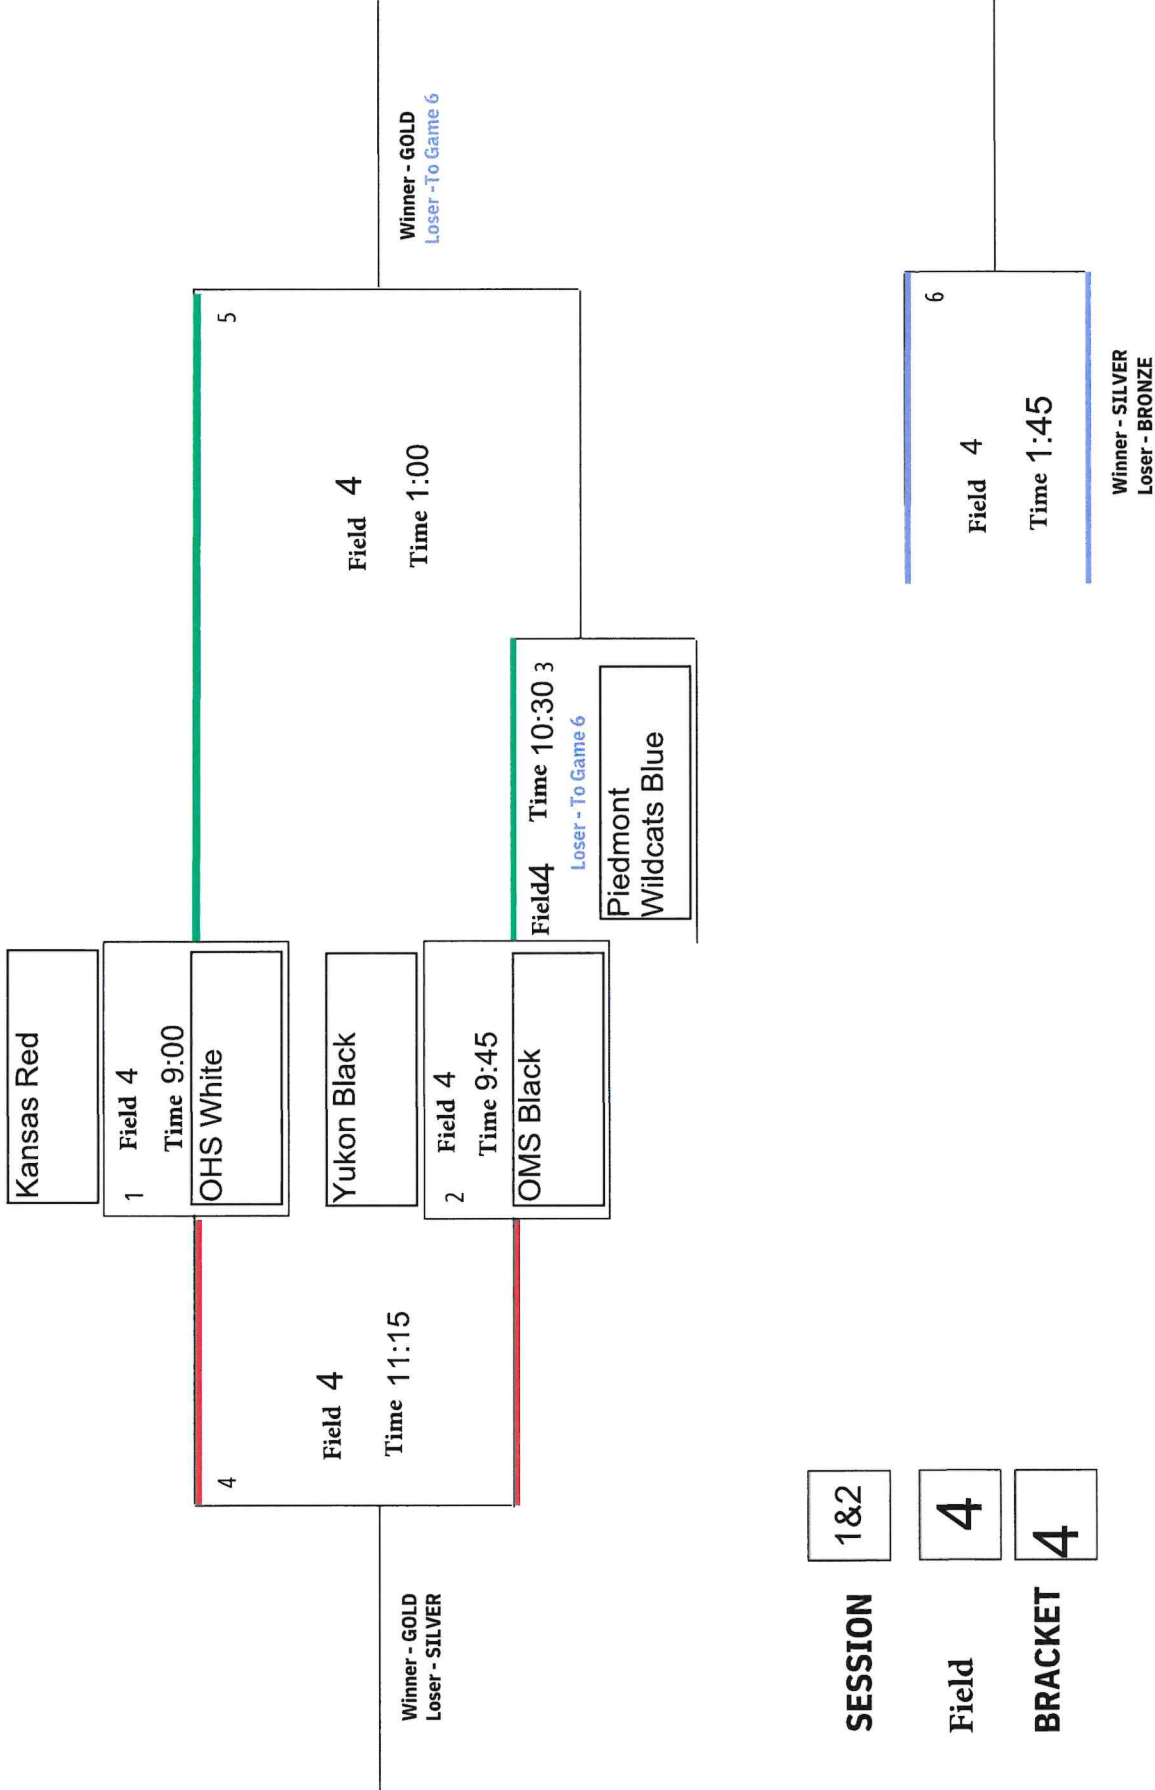 Kansas Red
1
Field 4
Time 9:00
OHS White
Yukon Black
2
Field 4
Time 9:45
OMS Black
4
Field 4
Time 11:15
Winner - GOLD
Loser - SILVER
Field4 Time 10:30 3
Loser - To Game 6
Piedmont
Wildcats Blue
5
Field 4
Time 1:00
Winner - GOLD
Loser -To Game 6
6
Field 4
Time 1:45
Winner - SILVER
Loser - BRONZE
SESSION 1&2
Field 4
BRACKET 4